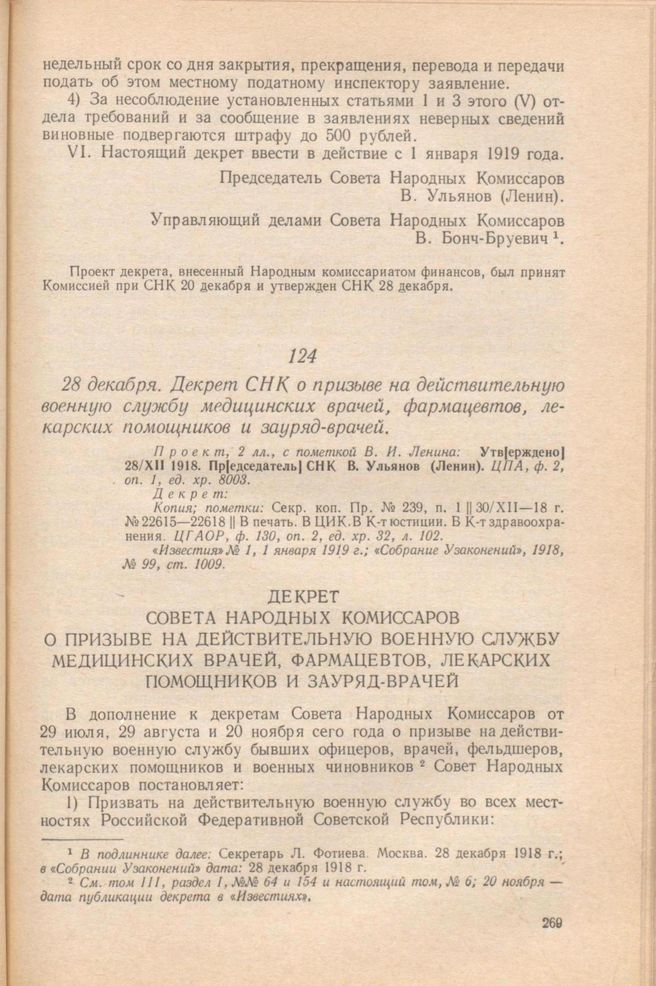 недельный срок со дня закрытия, прекращения, перевода и передачи
подать об этом местному податному инспектору заявление.
4) За несоблюдение установленных статьями 1 и 3 этого (V) от-
дела требований и за сообщение в заявлениях неверных сведений
виновные подвергаются штрафу до 500 рублей.
VI. Настоящий декрет ввести в действие с 1 января 1919 года.
Председатель Совета Народных Комиссаров
В. Ульянов (Ленин).
Управляющий делами Совета Народных Комиссаров
В. Бонч-Бруевич ¹.
Проект декрета, внесенный Народным комиссариатом финансов, был принят
Комиссией при СНК 20 декабря и утвержден СНК 28 декабря.
124
28 декабря. Декрет СНК о призыве на действительную
военную службу медицинских врачей, фармацевтов, ле-
карских помощников и зауряд-врачей.
Проект, 2 лл., с пометкой В. И. Ленина: Утв[ерждено]
28/XII 1918. Пр[едседатель] СНК В. Ульянов (Ленин). ЦПА, ф. 2,
оп. 1, ед. хр. 8003.
Декрет:
Копия; пометки: Секр. коп. Пр. № 239, п. 1 || 30/XII—18 г.
№ 22615—22618 || В печать. В ЦИК. В К-т юстиции. В К-т здравоохра-
нения. ЦГАОР, ф. 130, оп. 2, ед. хр. 32, л. 102.
«Известия» № 1, 1 января 1919 г.; «Собрание Узаконений», 1918,
№ 99, ст. 1009.
ДЕКРЕТ
СОВЕТА НАРОДНЫХ КОМИССАРОВ
О ПРИЗЫВЕ НА ДЕЙСТВИТЕЛЬНУЮ ВОЕННУЮ СЛУЖБУ
МЕДИЦИНСКИХ ВРАЧЕЙ, ФАРМАЦЕВТОВ, ЛЕКАРСКИХ
ПОМОЩНИКОВ И ЗАУРЯД-ВРАЧЕЙ
В дополнение к декретам Совета Народных Комиссаров от
29 июля, 29 августа и 20 ноября сего года о призыве на действи-
тельную военную службу бывших офицеров, врачей, фельдшеров,
лекарских помощников и военных чиновников ² Совет Народных
Комиссаров постановляет:
1) Призвать на действительную военную службу во всех мест-
ностях Российской Федеративной Советской Республики:
¹ В подлиннике далее: Секретарь Л. Фотиева. Москва. 28 декабря 1918 г.;
в «Собрании Узаконений» дата: 28 декабря 1918 г.
² См. том III, раздел I, №№ 64 и 154 и настоящий том, № 6; 20 ноября —
дата публикации декрета в «Известиях».
269